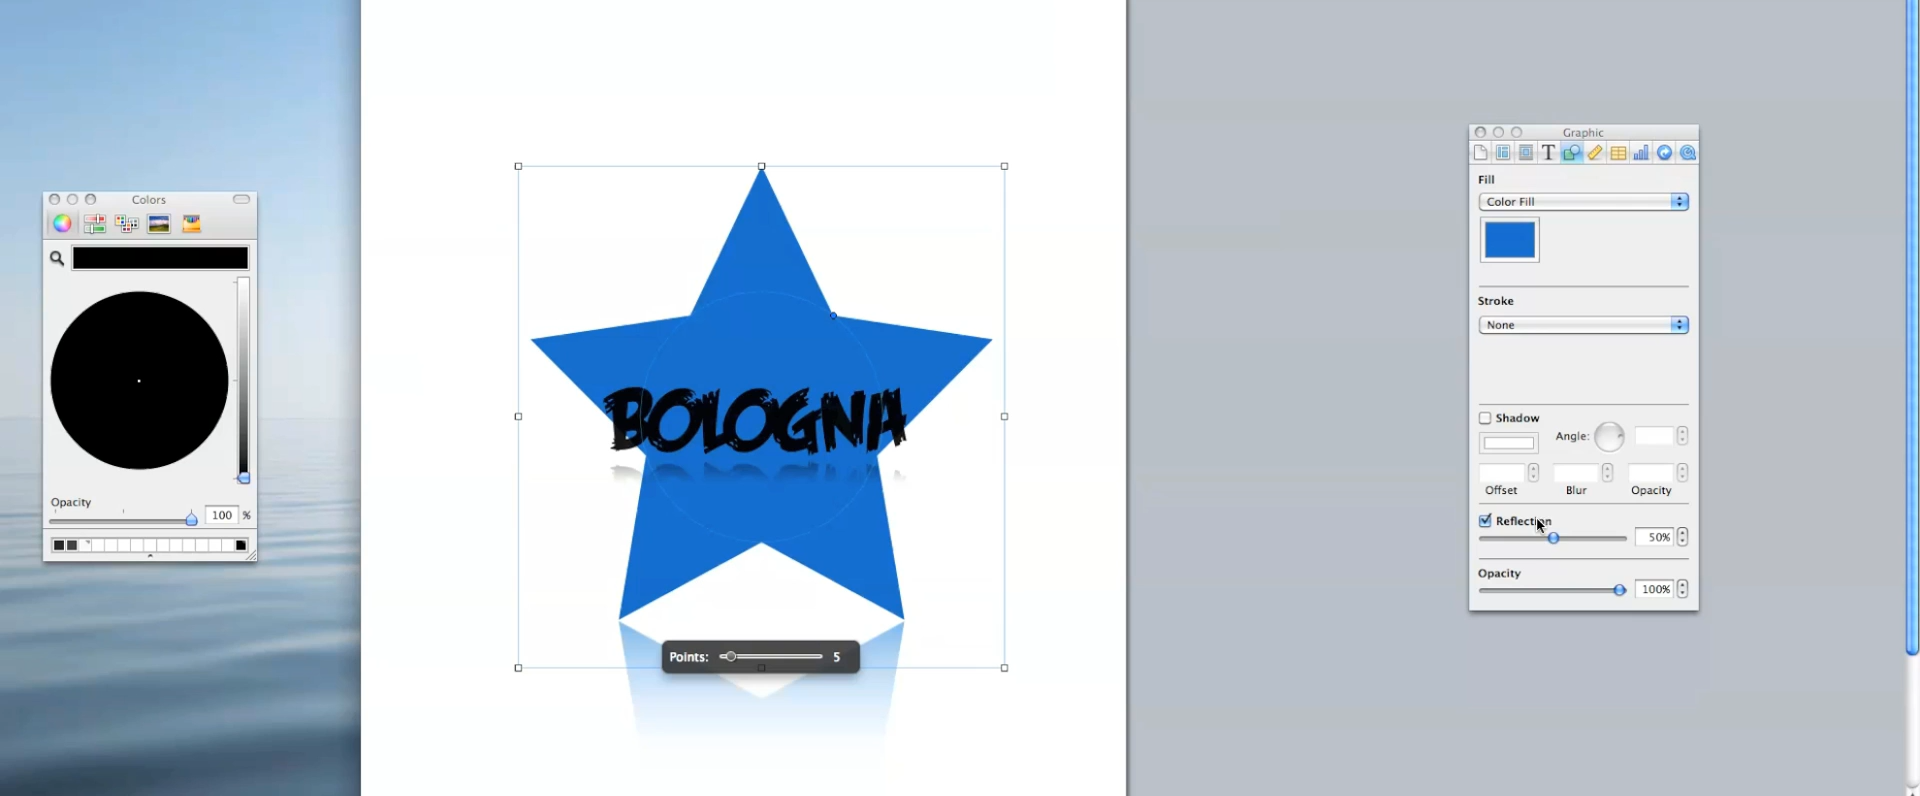 Colors
Opacity
100 %
BOLOGNA
Points: 5
Graphic
T
Fill
Color Fill
Stroke
None
Shadow
Angle:
Offset Blur Opacity
Reflection
50%
Opacity
100%